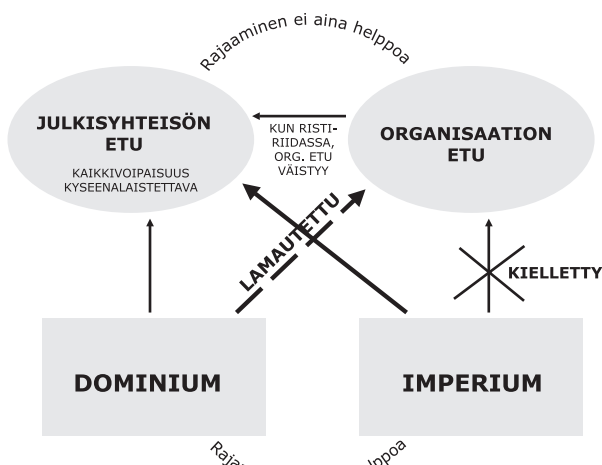 Rajaaminen ei aina helppoa
JULKISYHTEISÖN
ETU
KAIKKIVOIPAISUUS
KYSEENALAISTETTAVA
KUN RISTI-
RIIDASSA,
ORG. ETU
VÄISTYY
ORGANISAATION
ETU
LAMAUTETTU
KIELLETTY
DOMINIUM
IMPERIUM